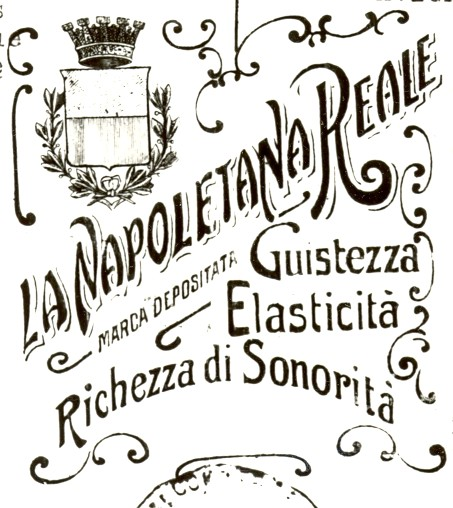 LA NAPOLETANA REALE
MARCA DEPOSITATA
Guistezza
Elasticità
Richezza di Sonorità